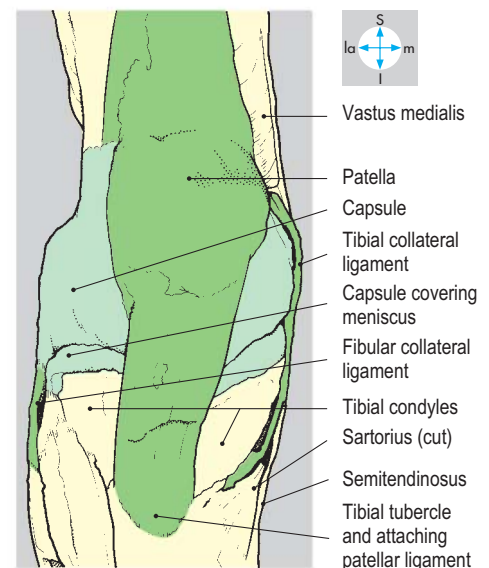 S
la m
I
Vastus medialis
Patella
Capsule
Tibial collateral
ligament
Capsule covering
meniscus
Fibular collateral
ligament
Tibial condyles
Sartorius (cut)
Semitendinosus
Tibial tubercle
and attaching
patellar ligament